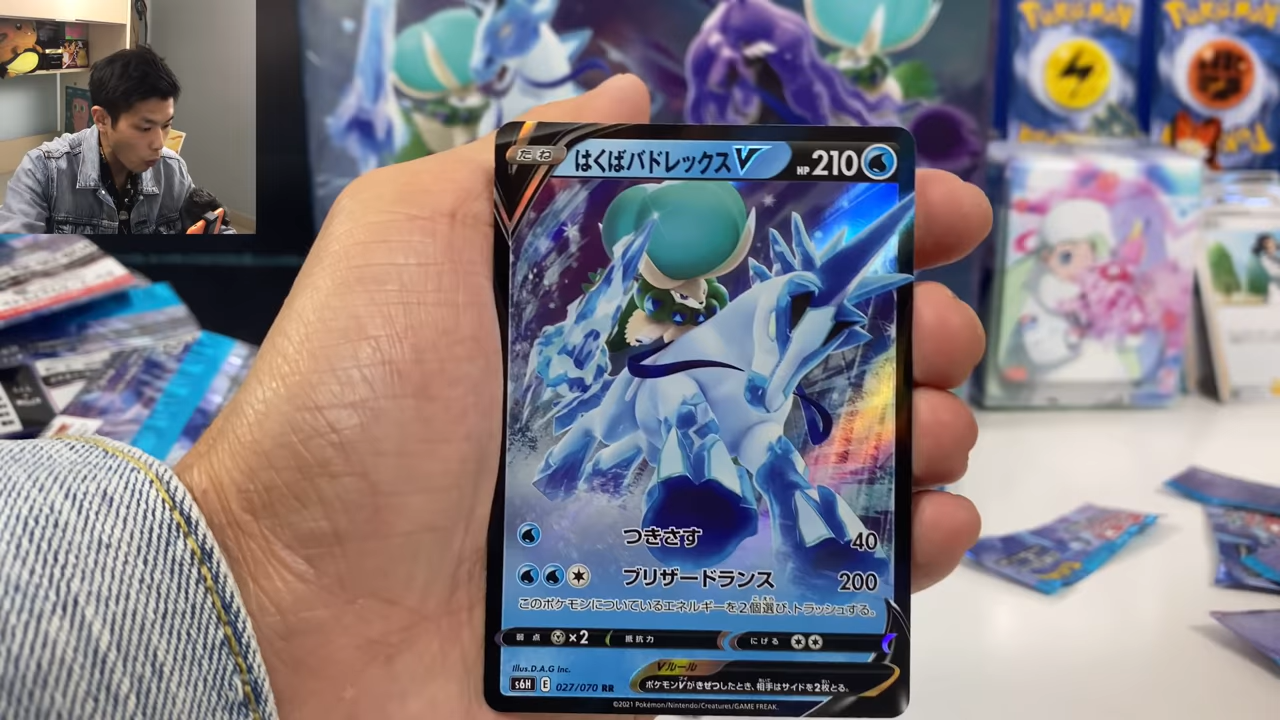 Pokémon
Pokémon
たね
はくばバドレックスV
HP 210
つきさす 40
ブリザードランス 200
このポケモンについているエネルギーを2個選び、トラッシュする。
弱点 ×2 抵抗力 にげる
Vルール
ポケモンVがきぜつしたとき、相手はサイドを2枚とる。
Illus.D.A.G Inc.
s6H E 027/070 RR
©2021 Pokémon/Nintendo/Creatures/GAME FREAK.